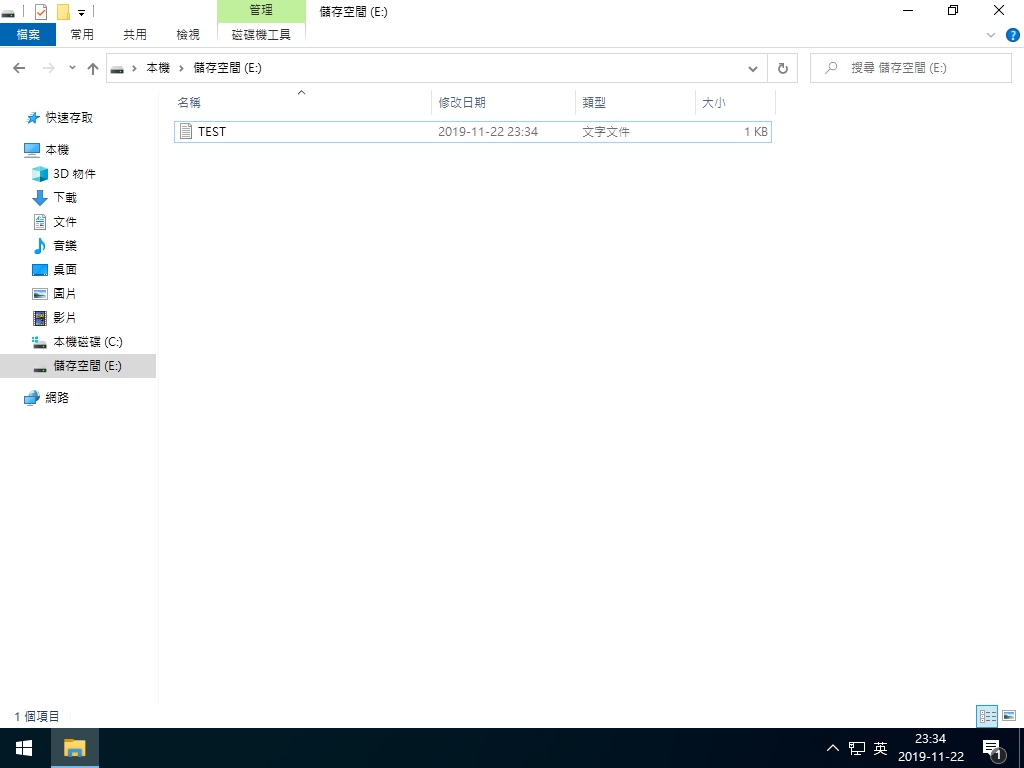 管理
儲存空間 (E:)
檔案
常用
共用
檢視
磁碟機工具
本機
儲存空間 (E:)
搜尋 儲存空間 (E:)
名稱
修改日期
類型
大小
TEST
2019-11-22 23:34
文字文件
1 KB
快速存取
本機
3D 物件
下載
文件
音樂
桌面
圖片
影片
本機磁碟 (C:)
儲存空間 (E:)
網路
1 個項目
英
23:34
2019-11-22
1